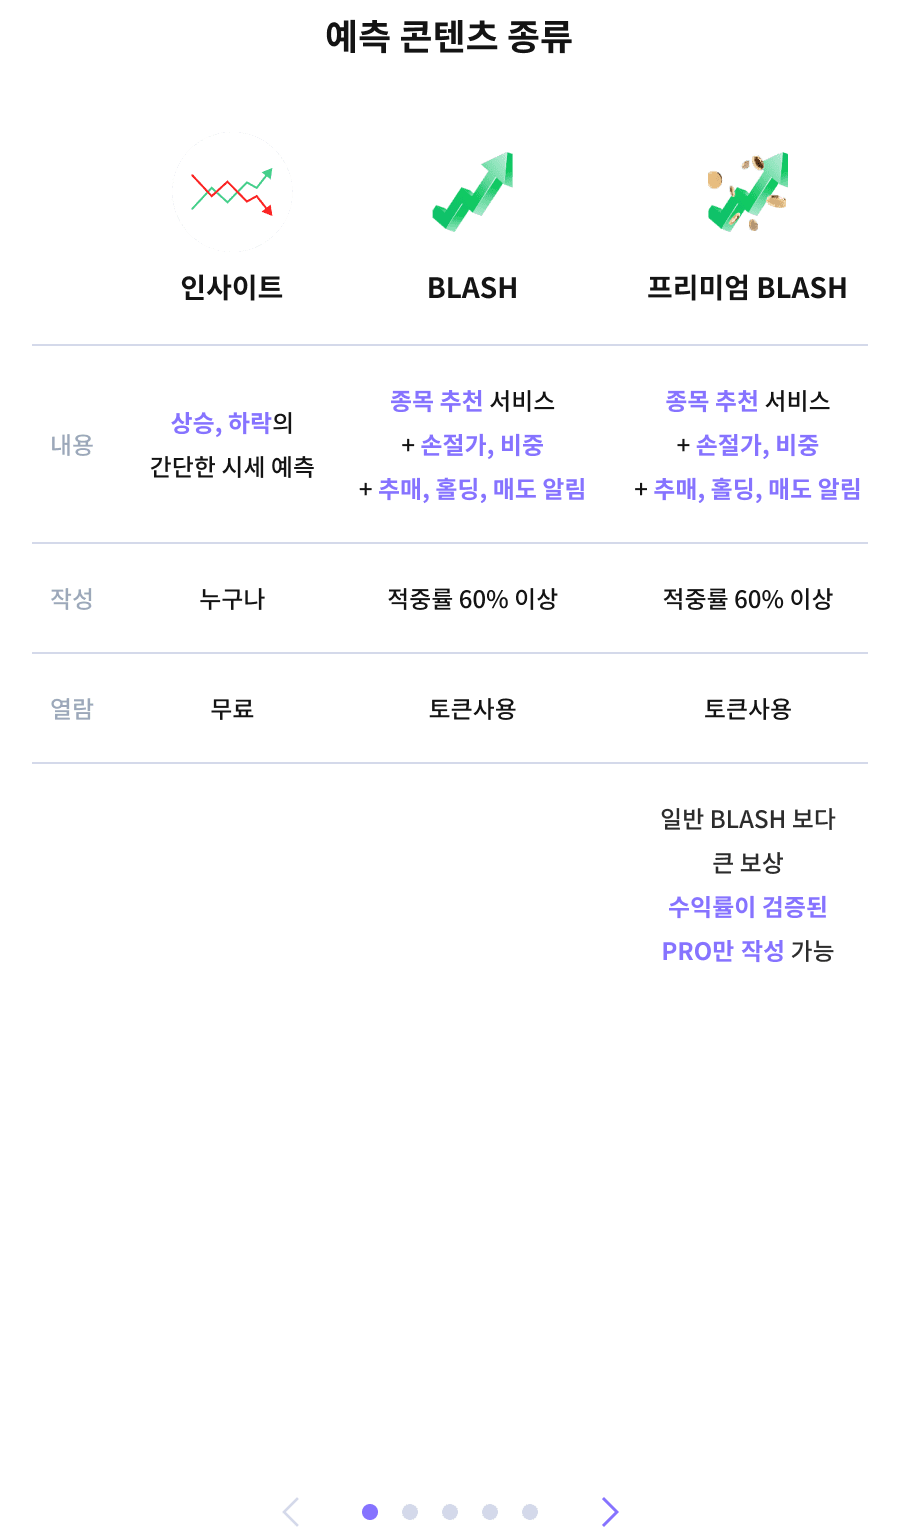 예측 콘텐츠 종류
인사이트
BLASH
프리미엄 BLASH
내용
상승, 하락의
간단한 시세 예측
종목 추천 서비스
+ 손절가, 비중
+ 추매, 홀딩, 매도 알림
종목 추천 서비스
+ 손절가, 비중
+ 추매, 홀딩, 매도 알림
작성
누구나
적중률 60% 이상
적중률 60% 이상
열람
무료
토큰사용
토큰사용
일반 BLASH 보다
큰 보상
수익률이 검증된
PRO만 작성 가능